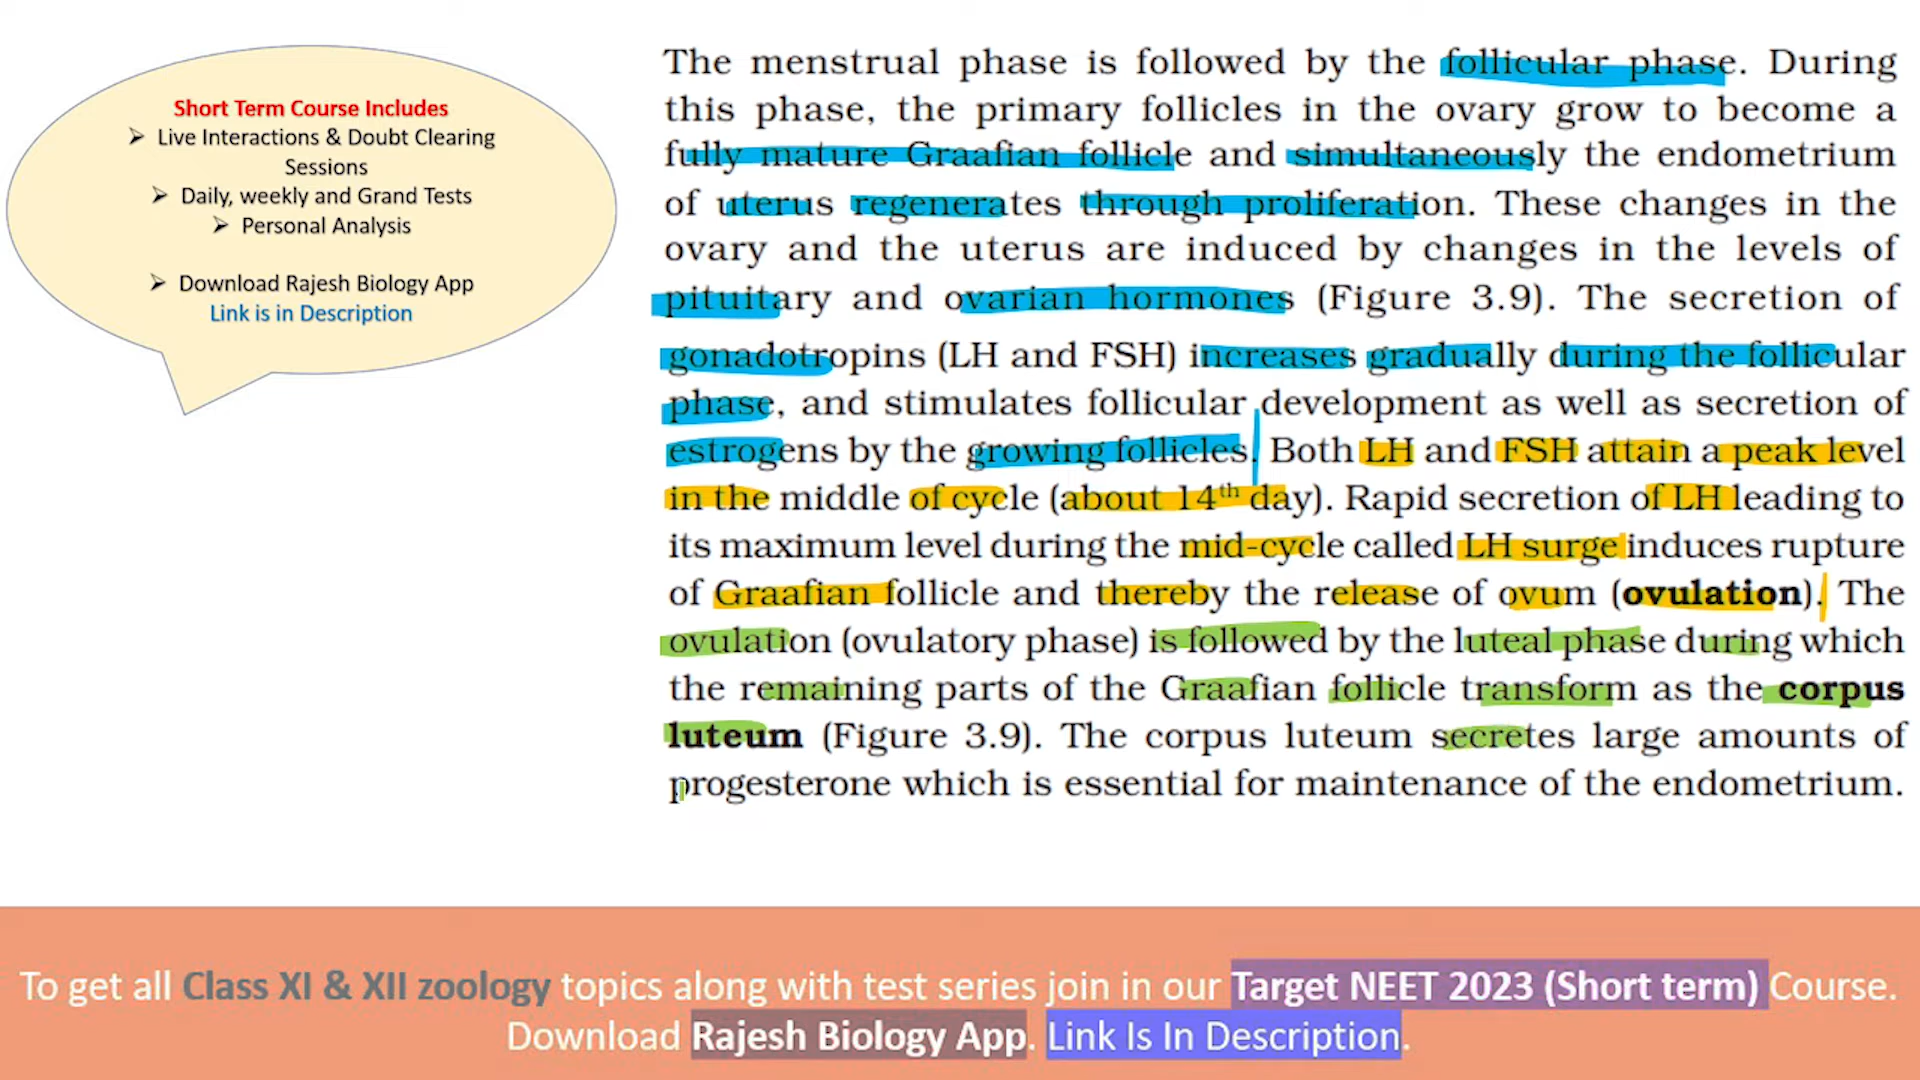 Short Term Course Includes
➢ Live Interactions & Doubt Clearing
Sessions
➢ Daily, weekly and Grand Tests
➢ Personal Analysis
➢ Download Rajesh Biology App
Link is in Description
The menstrual phase is followed by the follicular phase. During
this phase, the primary follicles in the ovary grow to become a
fully mature Graafian follicle and simultaneously the endometrium
of uterus regenerates through proliferation. These changes in the
ovary and the uterus are induced by changes in the levels of
pituitary and ovarian hormones (Figure 3.9). The secretion of
gonadotropins (LH and FSH) increases gradually during the follicular
phase, and stimulates follicular development as well as secretion of
estrogens by the growing follicles. Both LH and FSH attain a peak level
in the middle of cycle (about 14th day). Rapid secretion of LH leading to
its maximum level during the mid-cycle called LH surge induces rupture
of Graafian follicle and thereby the release of ovum (ovulation). The
ovulation (ovulatory phase) is followed by the luteal phase during which
the remaining parts of the Graafian follicle transform as the corpus
luteum (Figure 3.9). The corpus luteum secretes large amounts of
progesterone which is essential for maintenance of the endometrium.
To get all Class XI & XII zoology topics along with test series join in our Target NEET 2023 (Short term) Course.
Download Rajesh Biology App. Link Is In Description.